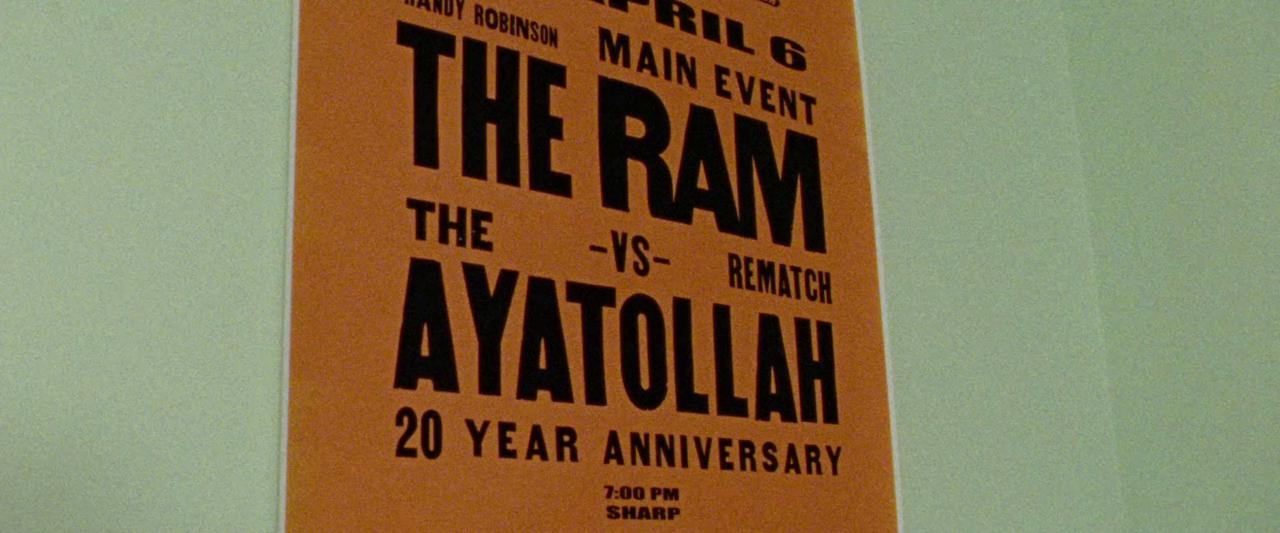 APRIL 6
RANDY ROBINSON MAIN EVENT
THE RAM
THE -VS- REMATCH
AYATOLLAH
20 YEAR ANNIVERSARY
7:00 PM
SHARP